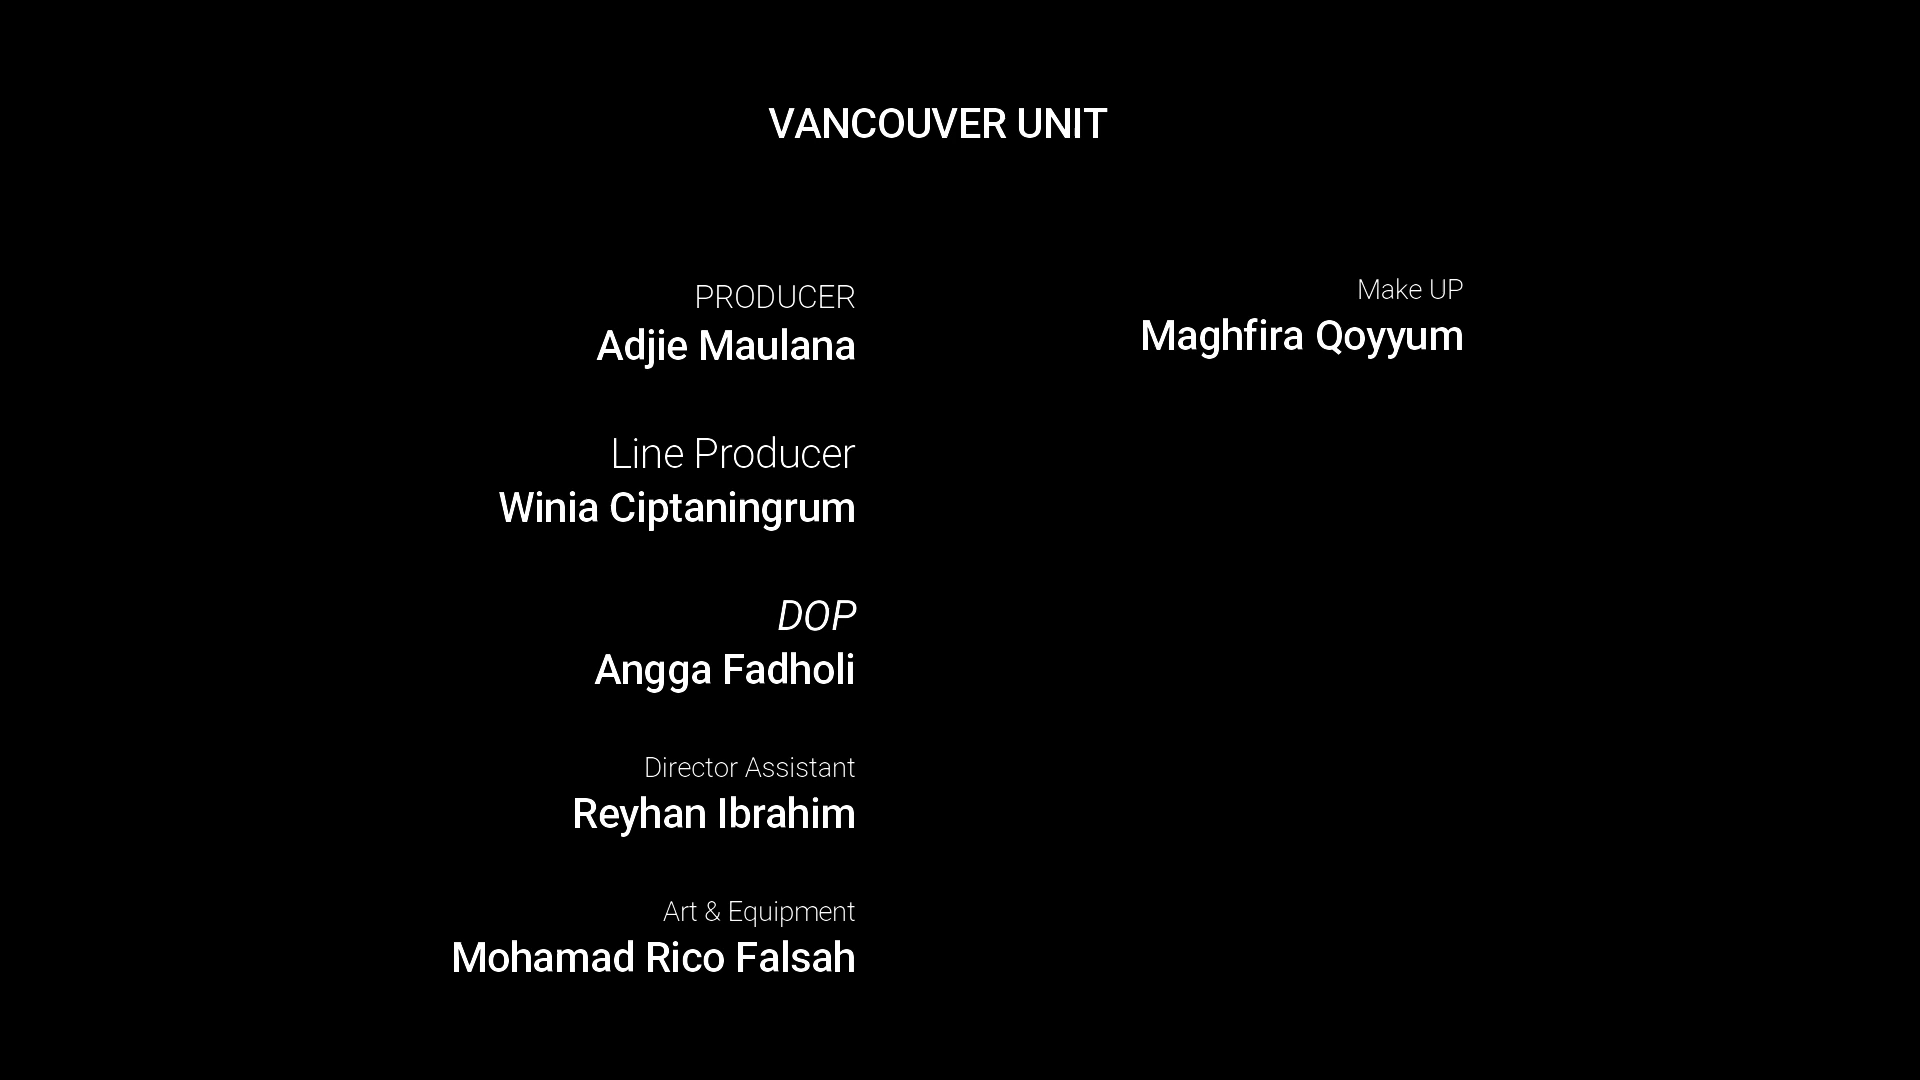 VANCOUVER UNIT
PRODUCER
Adjie Maulana
Line Producer
Winia Ciptaningrum
DOP
Angga Fadholi
Director Assistant
Reyhan Ibrahim
Art & Equipment
Mohamad Rico Falsah
Make UP
Maghfira Qoyyum